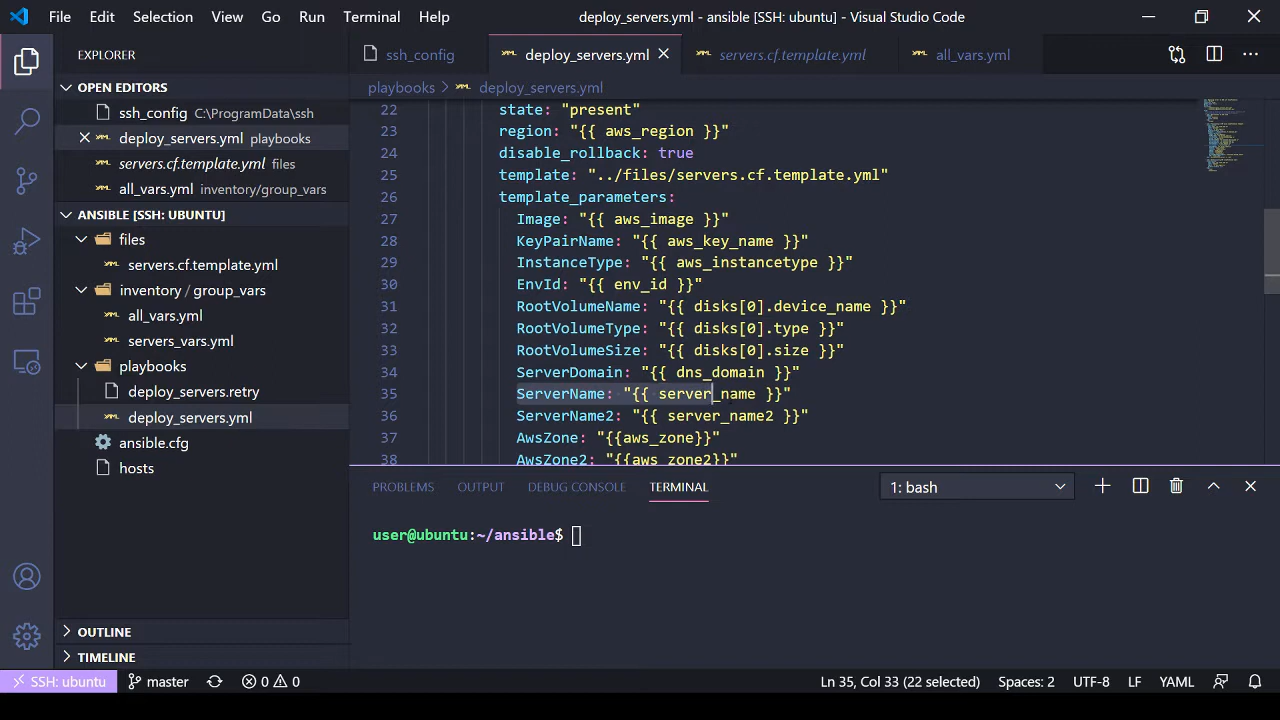 File Edit Selection View Go Run Terminal Help
deploy_servers.yml - ansible [SSH: ubuntu] - Visual Studio Code
EXPLORER
OPEN EDITORS
ssh_config C:\ProgramData\ssh
deploy_servers.yml playbooks
servers.cf.template.yml files
all_vars.yml inventory/group_vars
ANSIBLE [SSH: UBUNTU]
files
servers.cf.template.yml
inventory / group_vars
all_vars.yml
servers_vars.yml
playbooks
deploy_servers.retry
deploy_servers.yml
ansible.cfg
hosts
OUTLINE
TIMELINE
ssh_config deploy_servers.yml servers.cf.template.yml all_vars.yml
playbooks > deploy_servers.yml
22 state: "present"
23 region: "{{ aws_region }}"
24 disable_rollback: true
25 template: "../files/servers.cf.template.yml"
26 template_parameters:
27 Image: "{{ aws_image }}"
28 KeyPairName: "{{ aws_key_name }}"
29 InstanceType: "{{ aws_instancetype }}"
30 EnvId: "{{ env_id }}"
31 RootVolumeName: "{{ disks[0].device_name }}"
32 RootVolumeType: "{{ disks[0].type }}"
33 RootVolumeSize: "{{ disks[0].size }}"
34 ServerDomain: "{{ dns_domain }}"
35 ServerName: "{{ server_name }}"
36 ServerName2: "{{ server_name2 }}"
37 AwsZone: "{{aws_zone}}"
38 AwsZone2: "{{aws_zone2}}"
PROBLEMS OUTPUT DEBUG CONSOLE TERMINAL
1: bash
user@ubuntu:~/ansible$
SSH: ubuntu master 0 0 Ln 35, Col 33 (22 selected) Spaces: 2 UTF-8 LF YAML